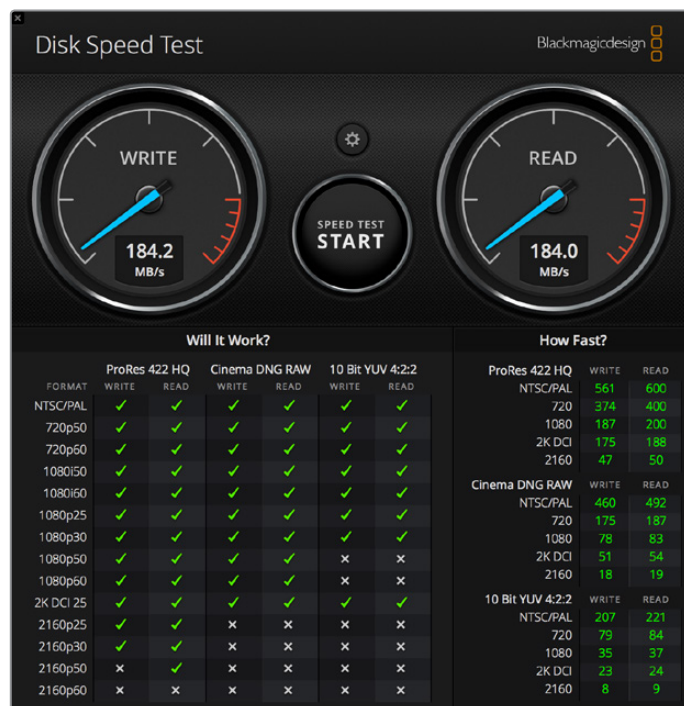 Disk Speed Test
Blackmagicdesign
WRITE
184.2
MB/s
SPEED TEST
START
READ
184.0
MB/s
Will It Work?
ProRes 422 HQ Cinema DNG RAW 10 Bit YUV 4:2:2
FORMAT WRITE READ WRITE READ WRITE READ
NTSC/PAL ✓ ✓ ✓ ✓ ✓ ✓
720p50 ✓ ✓ ✓ ✓ ✓ ✓
720p60 ✓ ✓ ✓ ✓ ✓ ✓
1080i50 ✓ ✓ ✓ ✓ ✓ ✓
1080i60 ✓ ✓ ✓ ✓ ✓ ✓
1080p25 ✓ ✓ ✓ ✓ ✓ ✓
1080p30 ✓ ✓ ✓ ✓ ✓ ✓
1080p50 ✓ ✓ ✓ ✓ × ×
1080p60 ✓ ✓ ✓ ✓ × ×
2K DCI 25 ✓ ✓ ✓ ✓ ✓ ✓
2160p25 ✓ ✓ × × × ×
2160p30 ✓ ✓ × × × ×
2160p50 × ✓ × × × ×
2160p60 × × × × × ×
How Fast?
ProRes 422 HQ WRITE READ
NTSC/PAL 561 600
720 374 400
1080 187 200
2K DCI 175 188
2160 47 50
Cinema DNG RAW WRITE READ
NTSC/PAL 460 492
720 175 187
1080 78 83
2K DCI 51 54
2160 18 19
10 Bit YUV 4:2:2 WRITE READ
NTSC/PAL 207 221
720 79 84
1080 35 37
2K DCI 23 24
2160 8 9